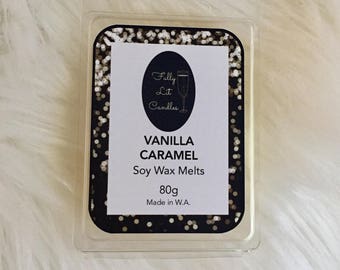 Fully
Lit
Candles
VANILLA
CARAMEL
Soy Wax Melts
80g
Made in W.A.